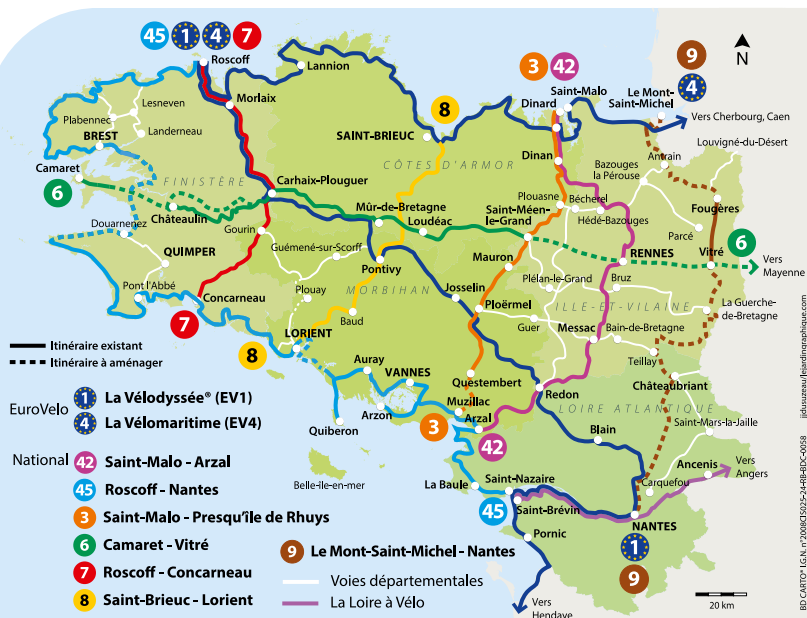 45 1 4 7
Roscoff
Lannion
Morlaix
3 42
Saint-Malo
Dinard
9
Le Mont-
Saint-Michel
4
N
Vers Cherbourg, Caen
Louvigné-du-Désert
8
SAINT-BRIEUC
CÔTES D'ARMOR
Dinan
Antrain
Bazouges
la Pérouse
Lesneven
Plabennec
Landerneau
BREST
Camaret
6
FINISTÈRE
Châteaulin
Carhaix-Plouguer
Mûr-de-Bretagne
Loudéac
Saint-Méen-
le-Grand
Plouasne
Bécherel
Hédé-Bazouges
Fougères
Parcé
Vitré
6
Vers
Mayenne
RENNES
Douarnenez
QUIMPER
Gourin
Guémené-sur-Scorff
Pontivy
Mauron
Plélan-le-Grand
Bruz
Pont l'Abbé
Concarneau
7
Plouay
MORBIHAN
Josselin
Ploërmel
ILLE-ET-VILAINE
La Guerche-
de-Bretagne
Baud
LORIENT
8
Guer
Messac
Bain-de-Bretagne
Teillay
Auray
VANNES
Questembert
Muzillac
Arzal
Redon
Châteaubriant
LOIRE ATLANTIQUE
Arzon
3
42
Quiberon
Belle-île-en-mer
Blain
Saint-Mars-la-Jaille
La Baule
Saint-Nazaire
45
Saint-Brévin
Ancenis
Vers
Angers
Carquefou
NANTES
1
9
Pornic
Vers
Hendaye
20 km
Itinéraire existant
Itinéraire à aménager
EuroVelo
1 La Vélodyssée® (EV1)
4 La Vélomaritime (EV4)
National
42 Saint-Malo - Arzal
45 Roscoff - Nantes
3 Saint-Malo - Presqu'île de Rhuys
6 Camaret - Vitré
7 Roscoff - Concarneau
8 Saint-Brieuc - Lorient
9 Le Mont-Saint-Michel - Nantes
Voies départementales
La Loire à Vélo